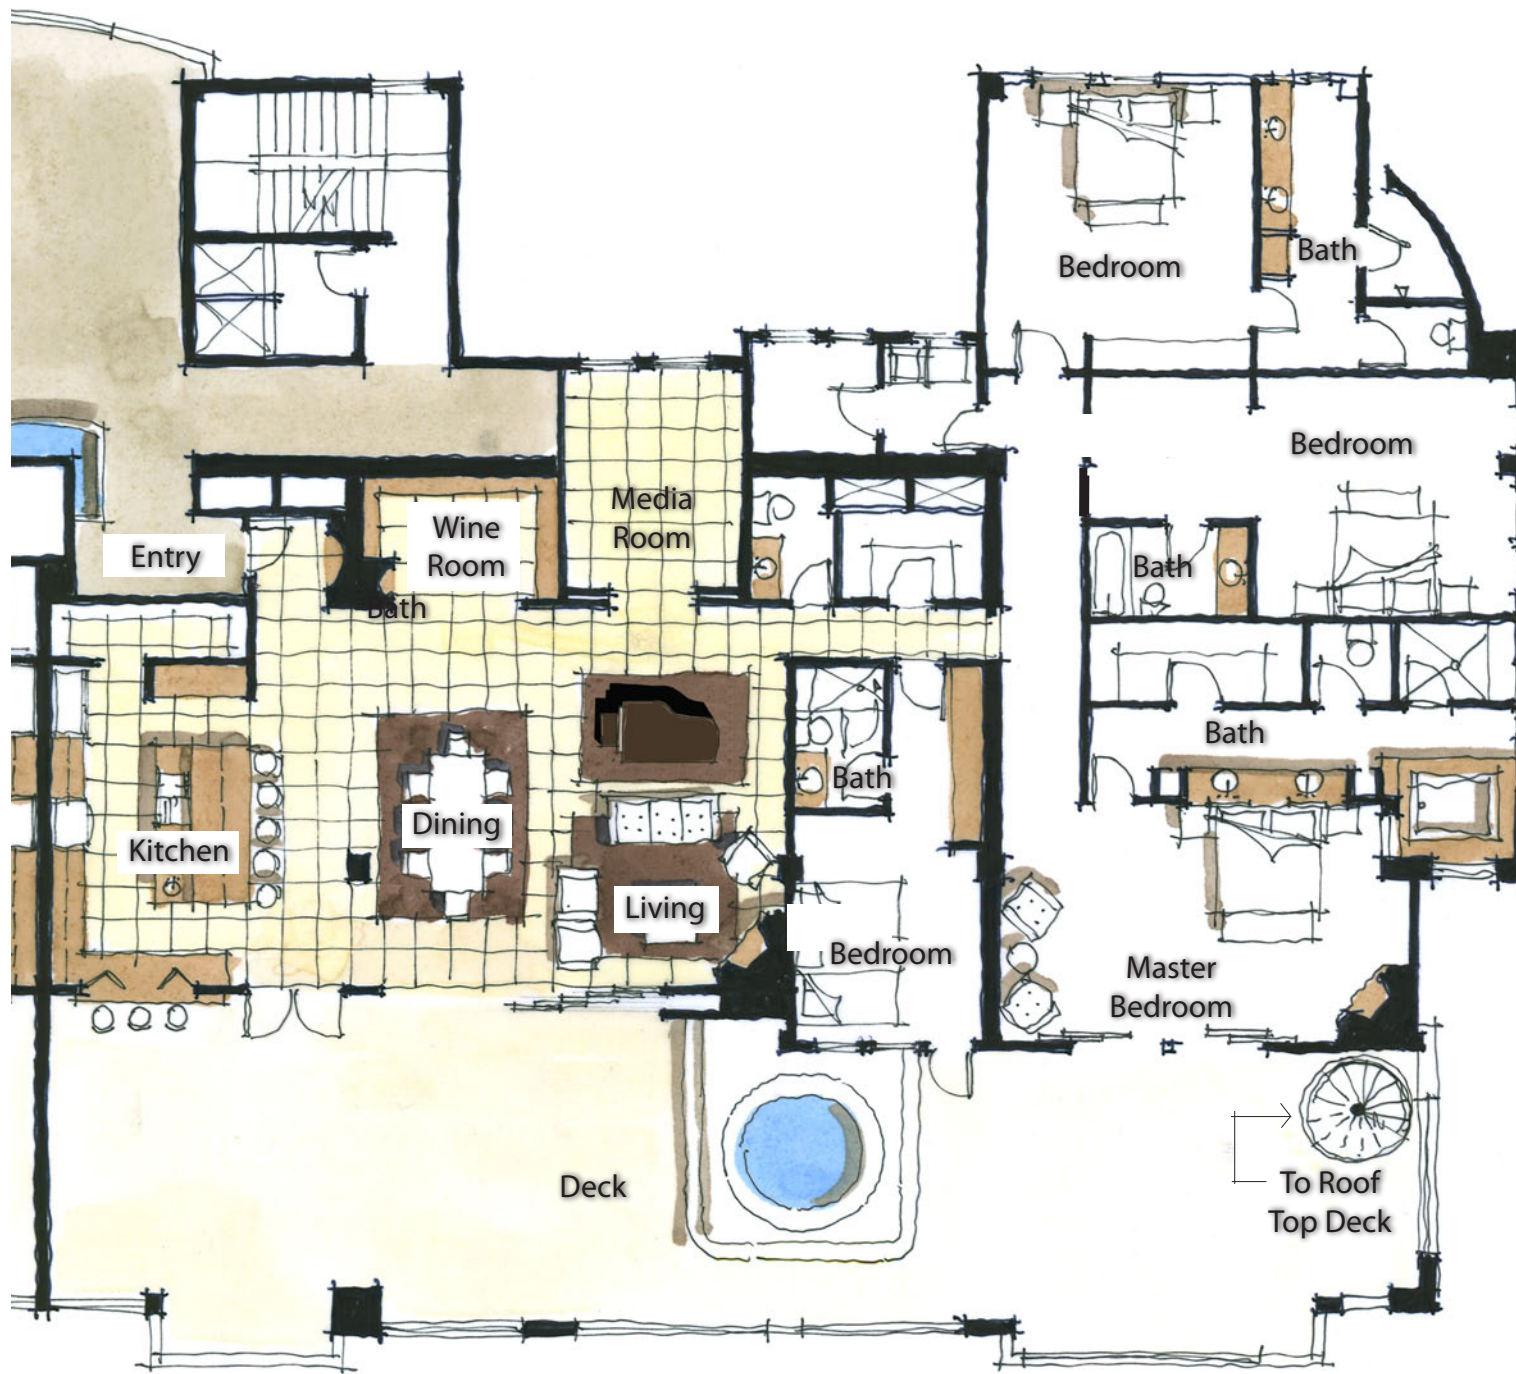 Bedroom
Bath
Bedroom
Media
Room
Wine
Room
Entry
Bath
Bath
Bath
Bath
Dining
Kitchen
Living
Bedroom
Master
Bedroom
Deck
To Roof
Top Deck